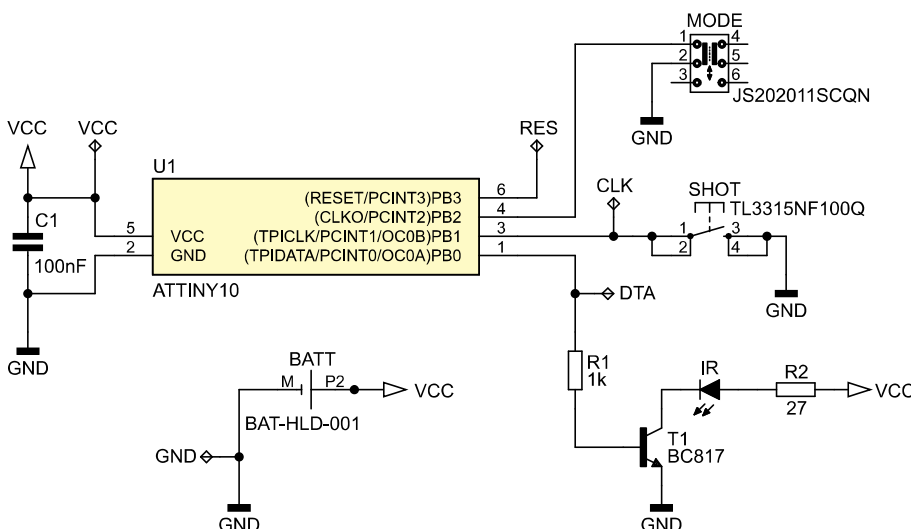 MODE
1 4
2 5
3 6
JS202011SCQN
GND
VCC
VCC
RES
U1
(RESET/PCINT3)PB3 6
(CLKO/PCINT2)PB2 4
5 VCC (TPICLK/PCINT1/OC0B)PB1 3
2 GND (TPIDATA/PCINT0/OC0A)PB0 1
ATTINY10
C1
100nF
GND
CLK
SHOT
TL3315NF100Q
1 3
2 4
GND
DTA
R1
1k
BATT
M P2
VCC
BAT-HLD-001
GND
GND
IR
R2
27
VCC
T1
BC817
GND